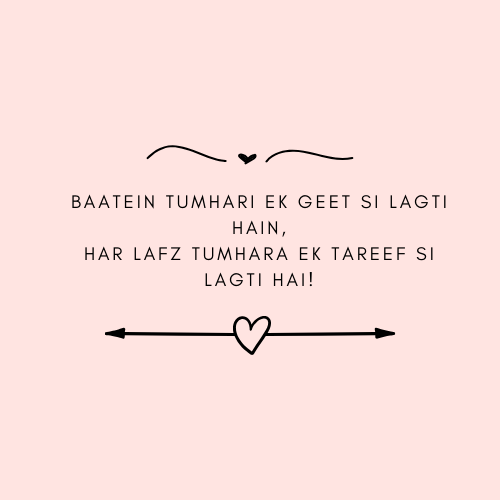 BAATEIN TUMHARI EK GEET SI LAGTI
HAIN,
HAR LAFZ TUMHARA EK TAREEF SI
LAGTI HAI!